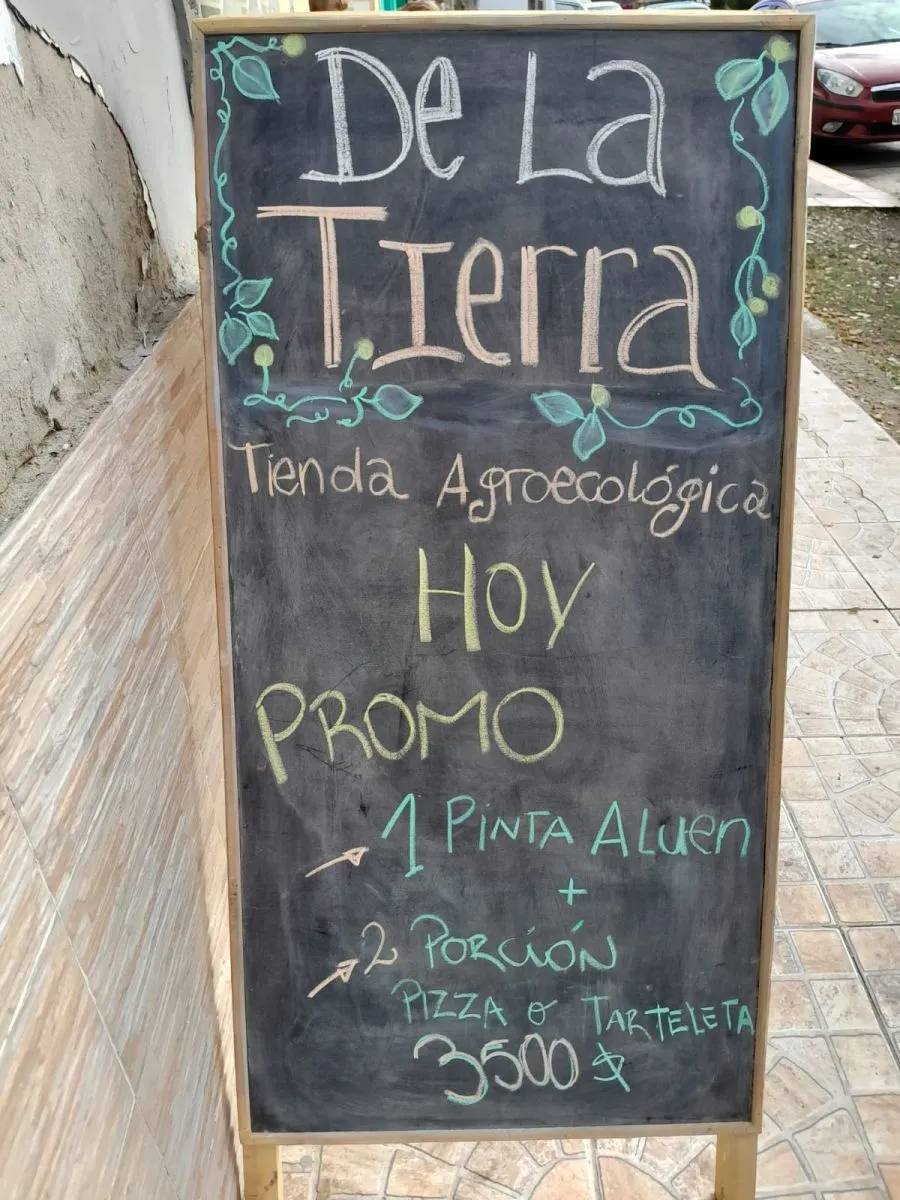 De La
Tierra
Tienda Agroecológica
Hoy
PROMO
1 PINTA ALuen
+
2 PORCIÓN
PIZZA o TARTELETA
3500 $